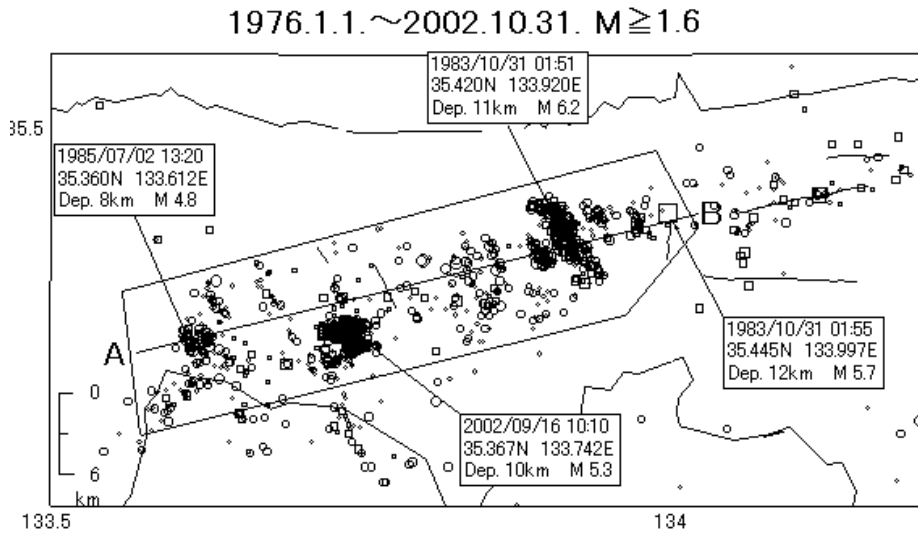 1976.1.1.～2002.10.31. M≧1.6
1983/10/31 01:51
35.420N 133.920E
Dep. 11km M 6.2
35.5
1985/07/02 13:20
35.360N 133.612E
Dep. 8km M 4.8
B
A
1983/10/31 01:55
35.445N 133.997E
Dep. 12km M 5.7
0
6
km
2002/09/16 10:10
35.367N 133.742E
Dep. 10km M 5.3
133.5
134